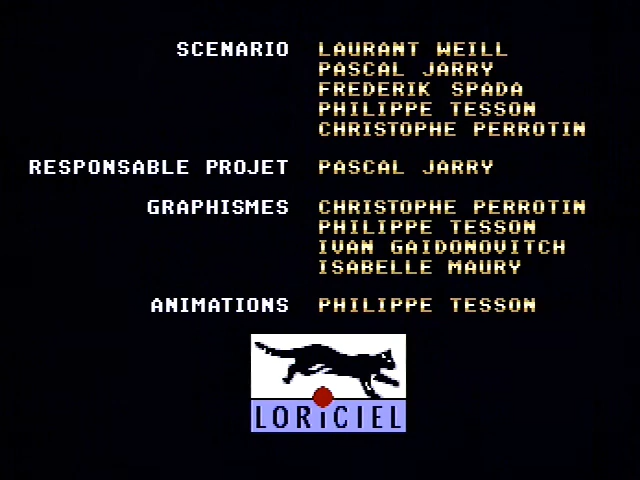 SCENARIO LAURANT WEILL
PASCAL JARRY
FREDERIK SPADA
PHILIPPE TESSON
CHRISTOPHE PERROTIN
RESPONSABLE PROJET PASCAL JARRY
GRAPHISMES CHRISTOPHE PERROTIN
PHILIPPE TESSON
IVAN GAIDONOVITCH
ISABELLE MAURY
ANIMATIONS PHILIPPE TESSON
LORiCIEL